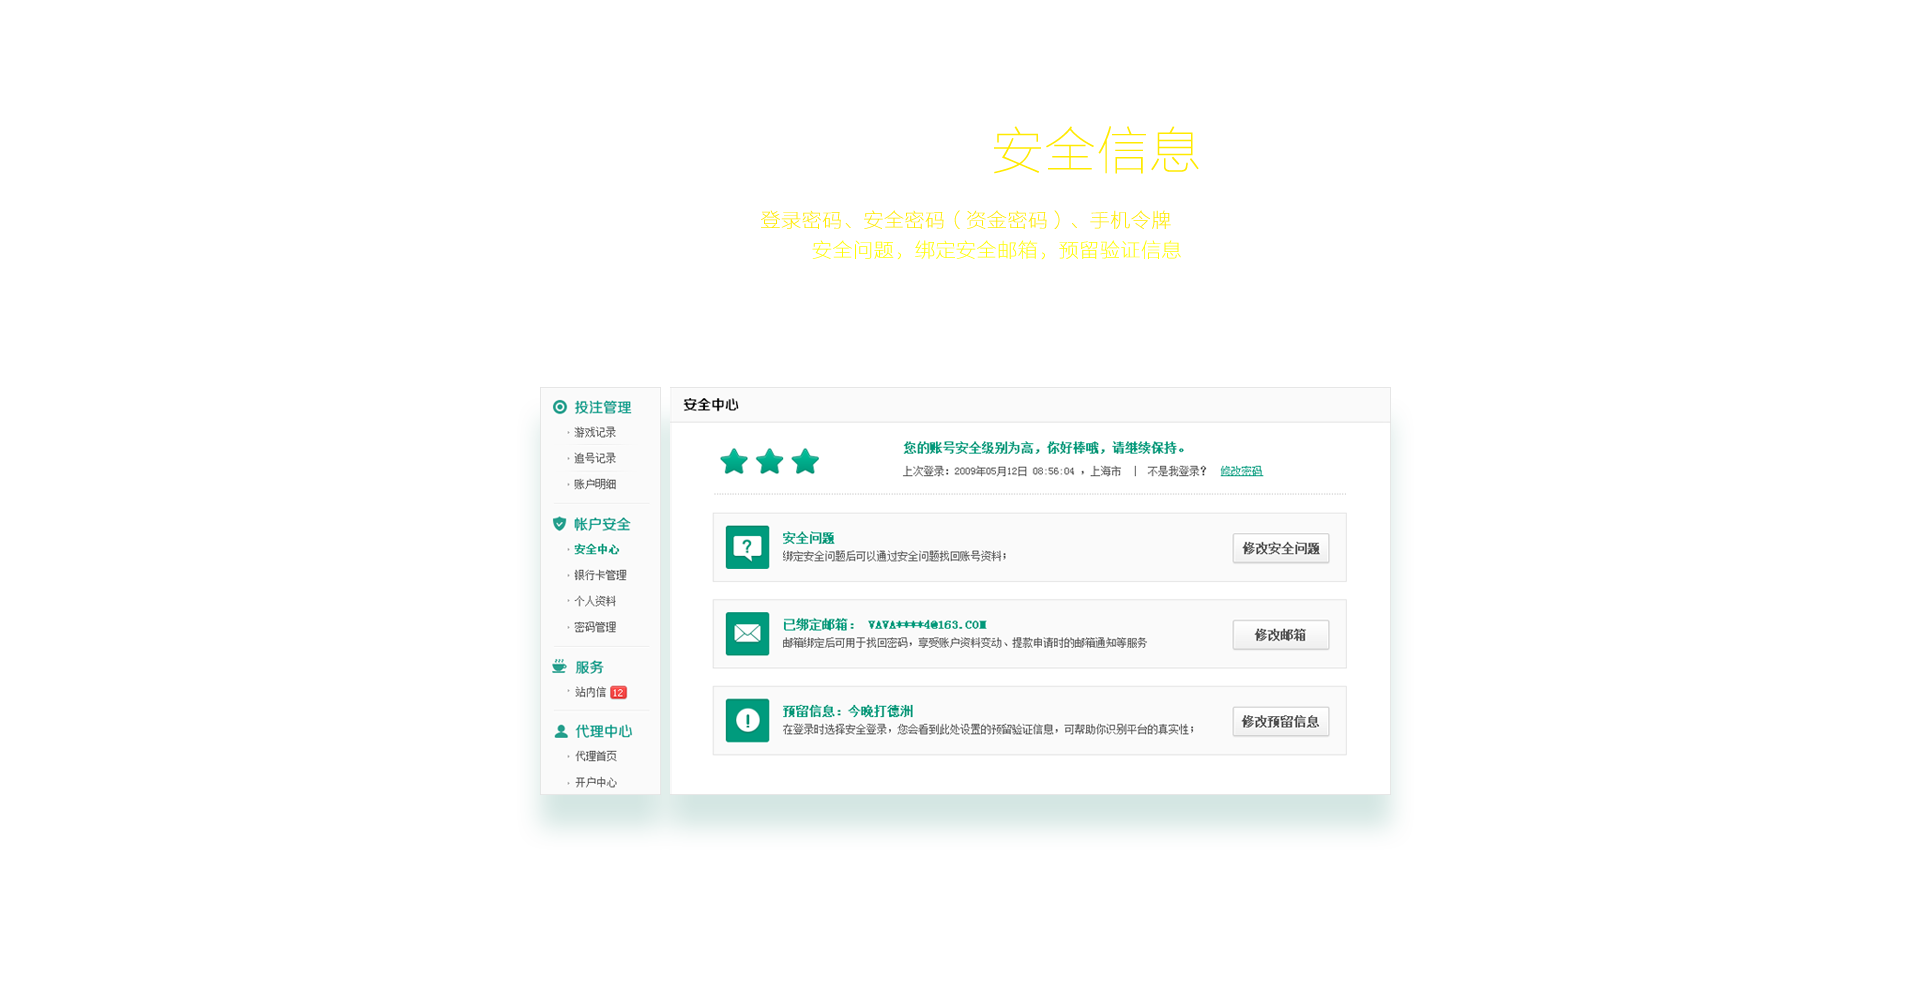 安全信息
登录密码、安全密码（资金密码）、手机令牌
安全问题，绑定安全邮箱，预留验证信息
投注管理
游戏记录
追号记录
账户明细
帐户安全
安全中心
银行卡管理
个人资料
密码管理
服务
站内信 12
代理中心
代理首页
开户中心
安全中心
您的账号安全级别为高，你好棒哦，请继续保持。
上次登录：2009年05月12日 08:56:04 ，上海市 | 不是我登录？ 修改密码
安全问题
绑定安全问题后可以通过安全问题找回账号资料；
修改安全问题
已绑定邮箱： VAVA****4@163.COM
邮箱绑定后可用于找回密码，享受账户资料变动、提款申请时的邮箱通知等服务
修改邮箱
预留信息：今晚打德洲
在登录时选择安全登录，您会看到此处设置的预留验证信息，可帮助你识别平台的真实性；
修改预留信息